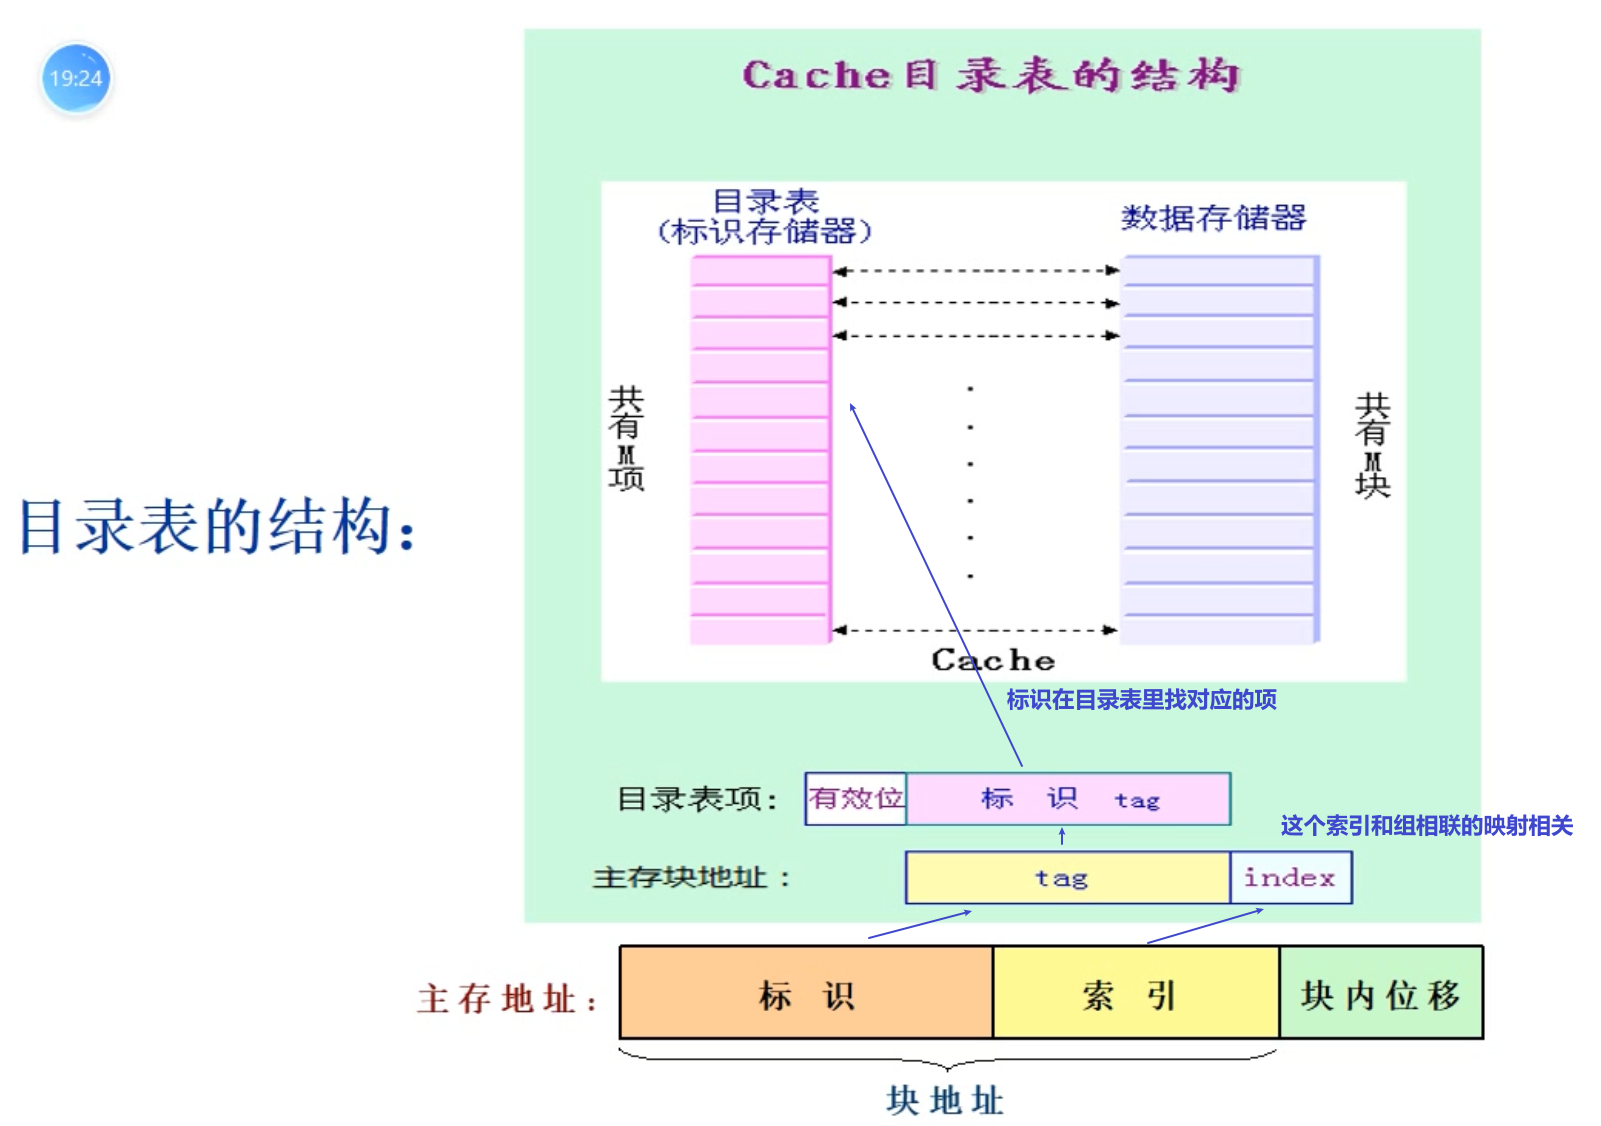 19:24
Cache目录表的结构
目录表
（标识存储器）
数据存储器
共有M项
共有M块
Cache
目录表的结构：
标识在目录表里找对应的项
目录表项： 有效位 标 识 tag
这个索引和组相联的映射相关
主存块地址： tag index
主存地址： 标 识 索 引 块内位移
块地址